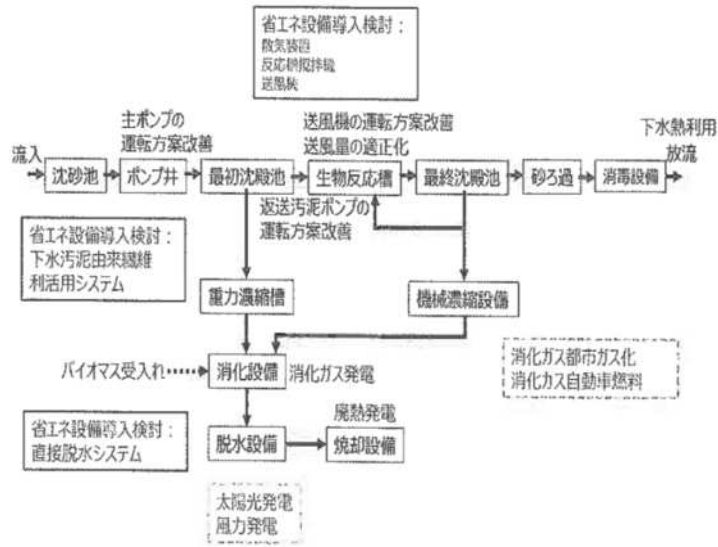 省エネ設備導入検討：
散気装置
反応槽撹拌機
送風機
主ポンプの
運転方案改善
送風機の運転方案改善
送風量の適正化
下水熱利用
流入
放流
沈砂池
ポンプ井
最初沈殿池
生物反応槽
最終沈殿池
砂ろ過
消毒設備
返送汚泥ポンプの
運転方案改善
省エネ設備導入検討：
下水汚泥由来繊維
利活用システム
重力濃縮槽
機械濃縮設備
バイオマス受入れ
消化設備
消化ガス発電
消化ガス都市ガス化
消化ガス自動車燃料
省エネ設備導入検討：
直接脱水システム
廃熱発電
脱水設備
焼却設備
太陽光発電
風力発電